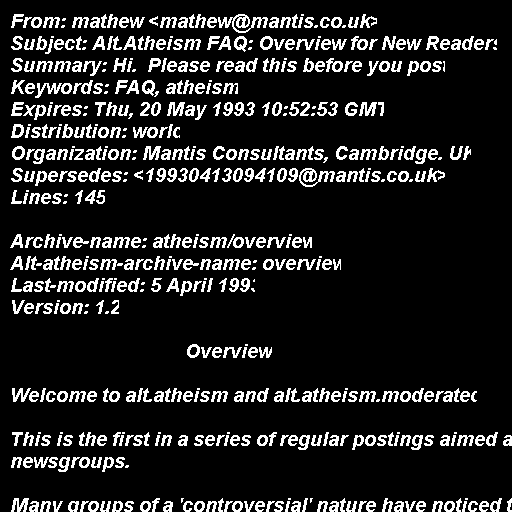 From: mathew <mathew@mantis.co.uk>
Subject: Alt.Atheism FAQ: Overview for New Readers
Summary: Hi.  Please read this before you post
Keywords: FAQ, atheism
Expires: Thu, 20 May 1993 10:52:53 GMT
Distribution: world
Organization: Mantis Consultants, Cambridge. UK
Supersedes: <19930413094109@mantis.co.uk>
Lines: 145
Archive-name: atheism/overview
Alt-atheism-archive-name: overview
Last-modified: 5 April 1993
Version: 1.2
Overview
Welcome to alt.atheism and alt.atheism.moderated
This is the first in a series of regular postings aimed a
newsgroups.
Many groups of a 'controversial' nature have noticed t